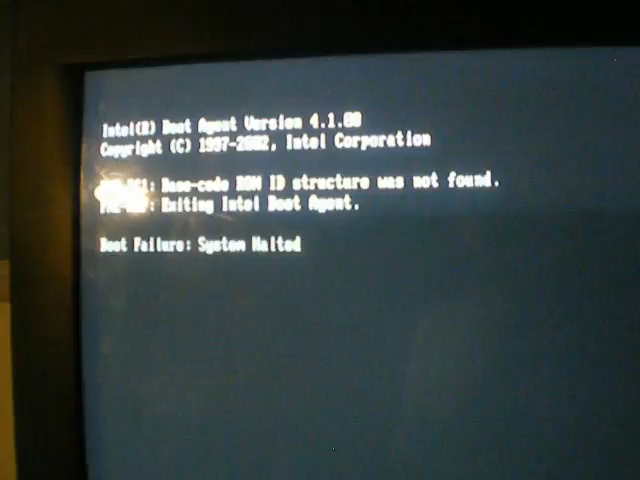 Intel(R) Boot Agent Version 4.1.08
Copyright (C) 1997-2002, Intel Corporation
Base-code ROM ID structure was not found.
Exiting Intel Boot Agent.
Boot Failure: System Halted